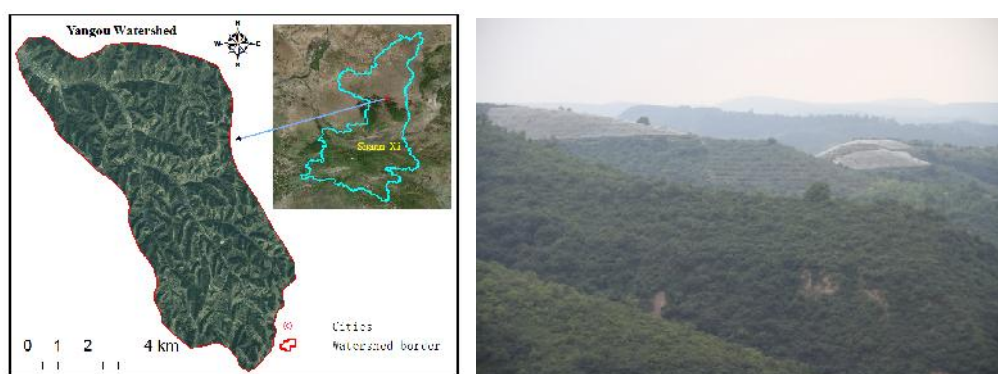 Yangou Watershed
W E
Shaan Xi
Cities
0 1 2 4 km
Watershed border